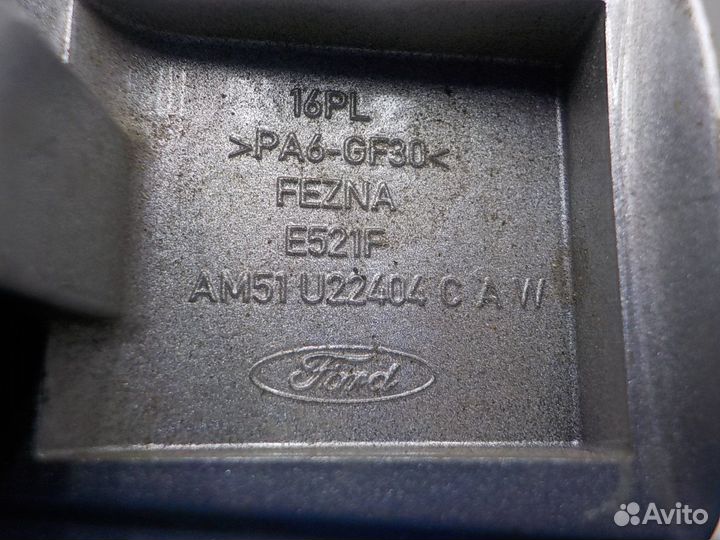 16PL
>PA6-GF30<
FEZNA
E521F
AM51 U22404 C A W
Ford
Avito